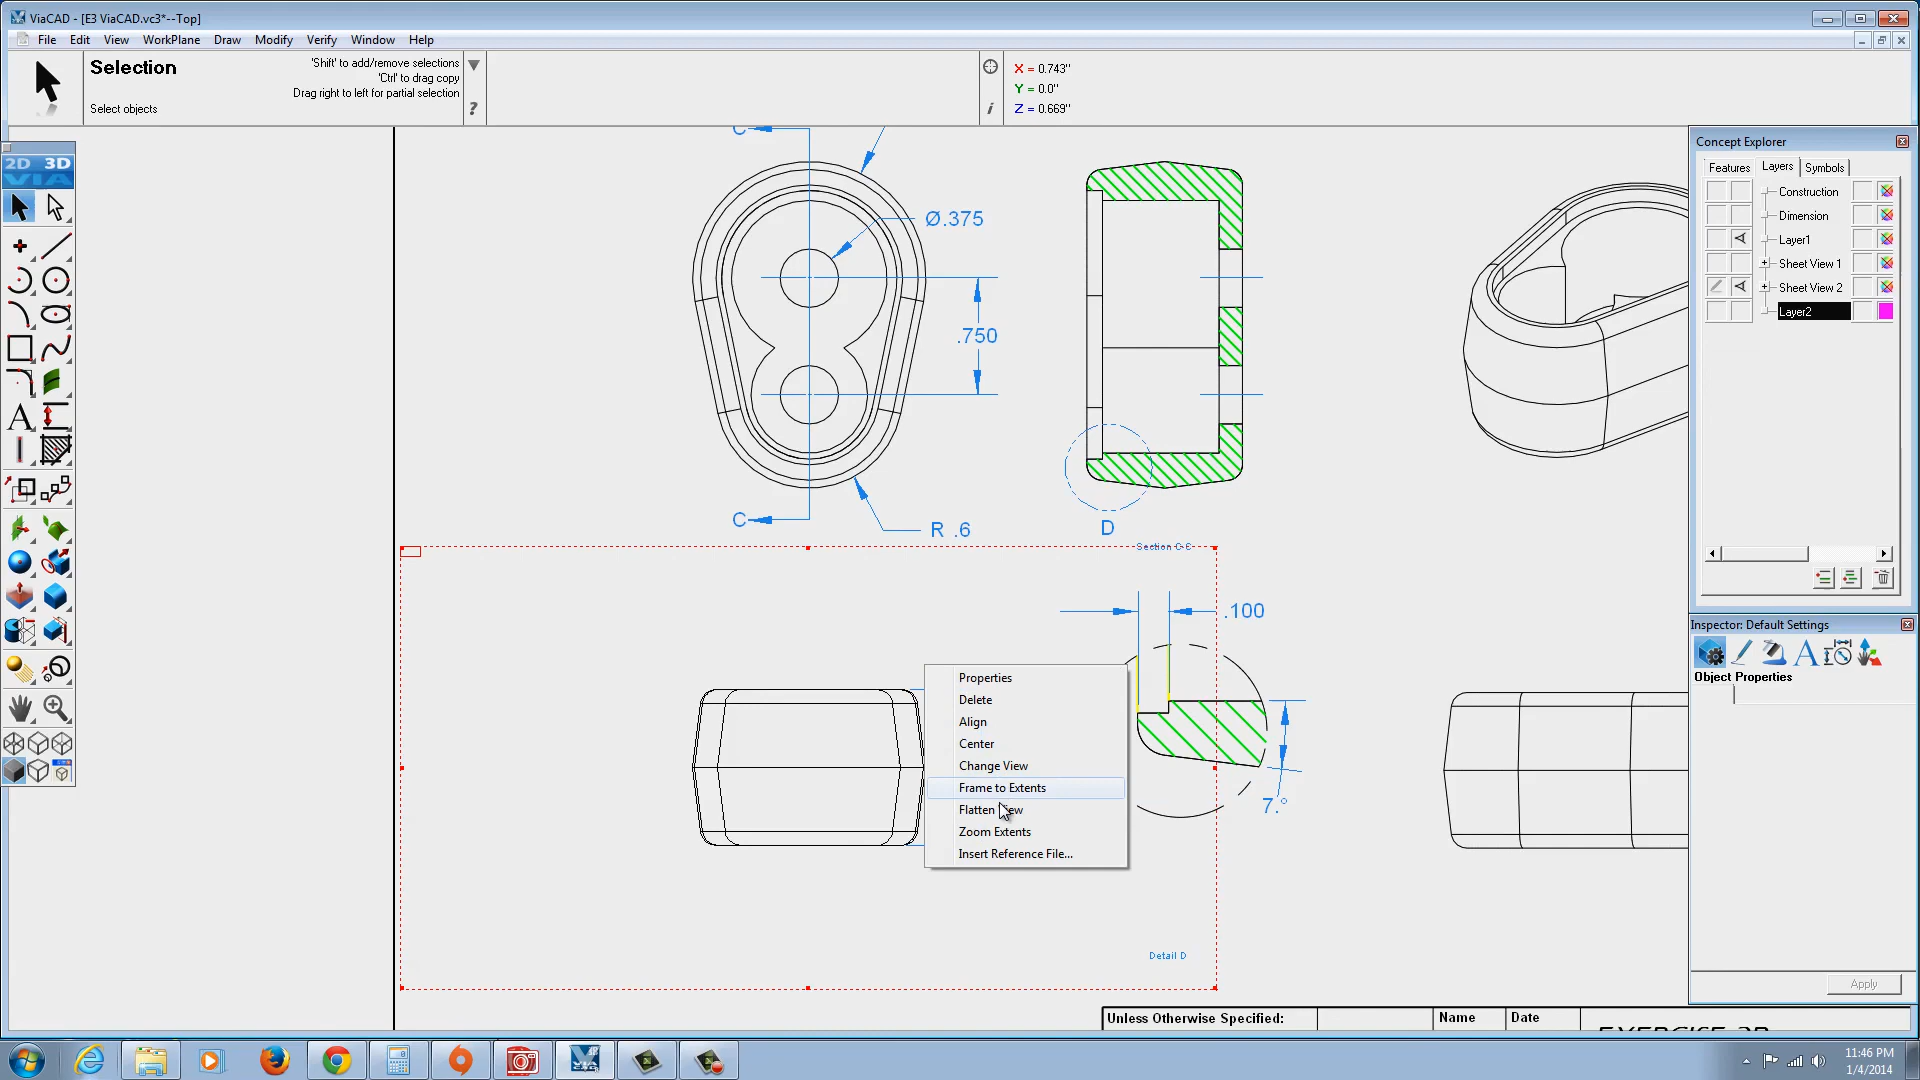 ViaCAD - [E3 ViaCAD.vc3*--Top]
File Edit View WorkPlane Draw Modify Verify Window Help
Selection
'Shift' to add/remove selections
'Ctrl' to drag copy
Drag right to left for partial selection
Select objects
?
i
X = 0.743"
Y = 0.0"
Z = 0.669"
2D 3D
VIA
A
C
Ø.375
.750
C
R .6
D
Section C-C
.100
7.°
Detail D
Properties
Delete
Align
Center
Change View
Frame to Extents
Flatten
Zoom Extents
Insert Reference File...
Unless Otherwise Specified:
Name
Date
Concept Explorer
Features Layers Symbols
Construction
Dimension
Layer1
Sheet View 1
Sheet View 2
Layer2
Inspector: Default Settings
Object Properties
Apply
11:46 PM
1/4/2014